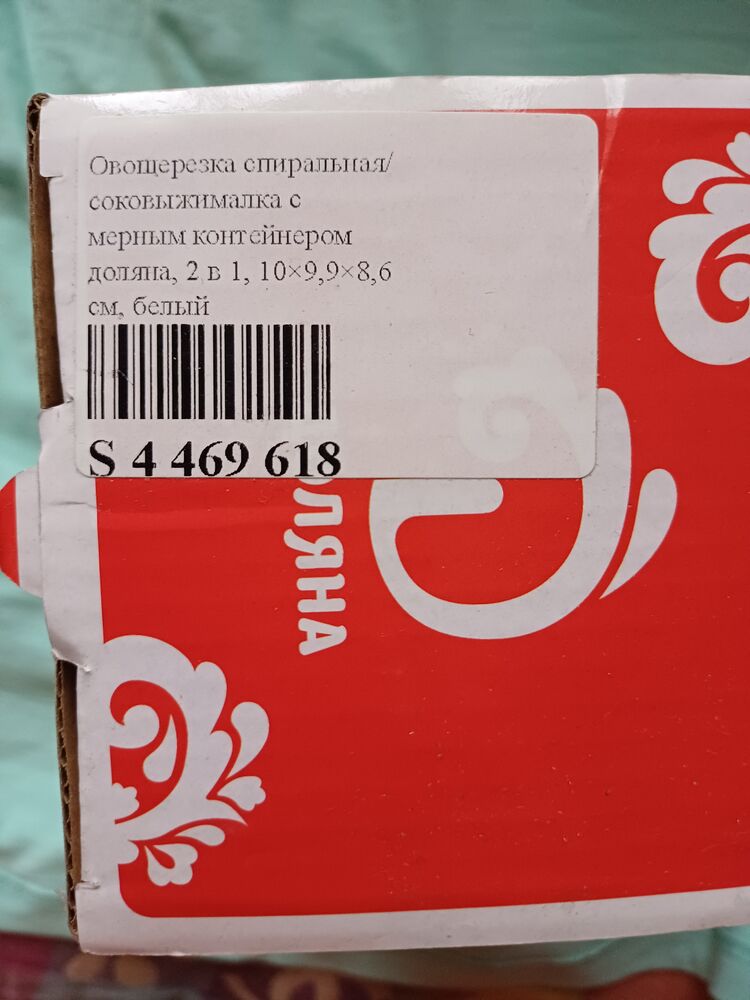 Овощерезка спиральная/
соковыжималка с
мерным контейнером
доляна, 2 в 1, 10×9,9×8,6
см, белый
S 4 469 618
ОЛЯНА